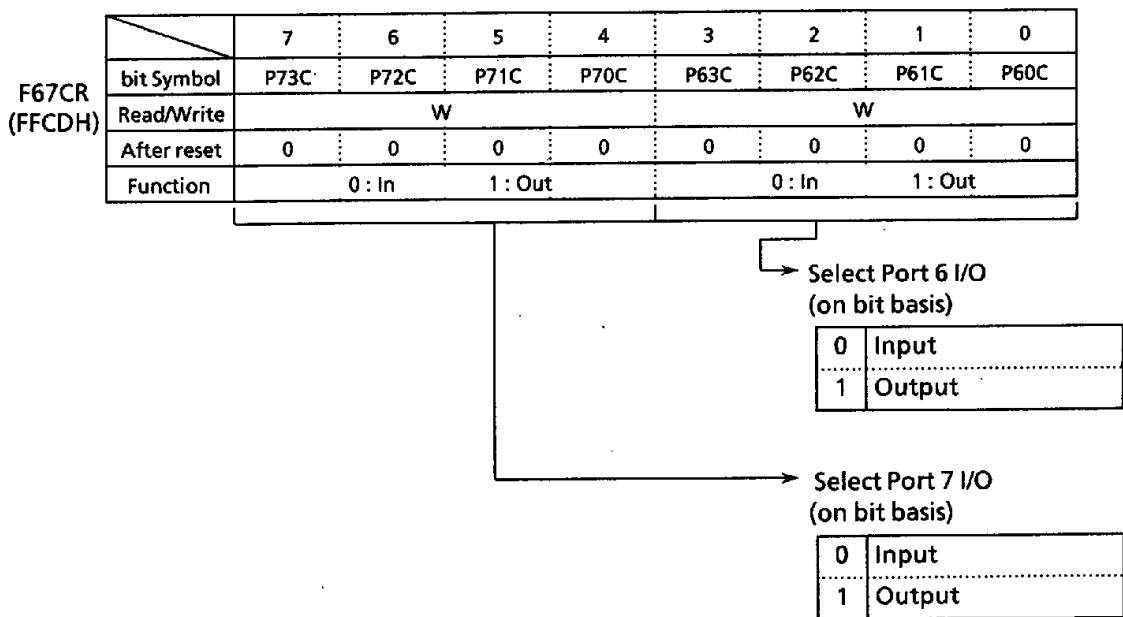 7 6 5 4 3 2 1 0
F67CR
(FFCDH)
bit Symbol P73C P72C P71C P70C P63C P62C P61C P60C
Read/Write W W
After reset 0 0 0 0 0 0 0 0
Function 0 : In 1 : Out 0 : In 1 : Out
Select Port 6 I/O
(on bit basis)
0 Input
1 Output
Select Port 7 I/O
(on bit basis)
0 Input
1 Output